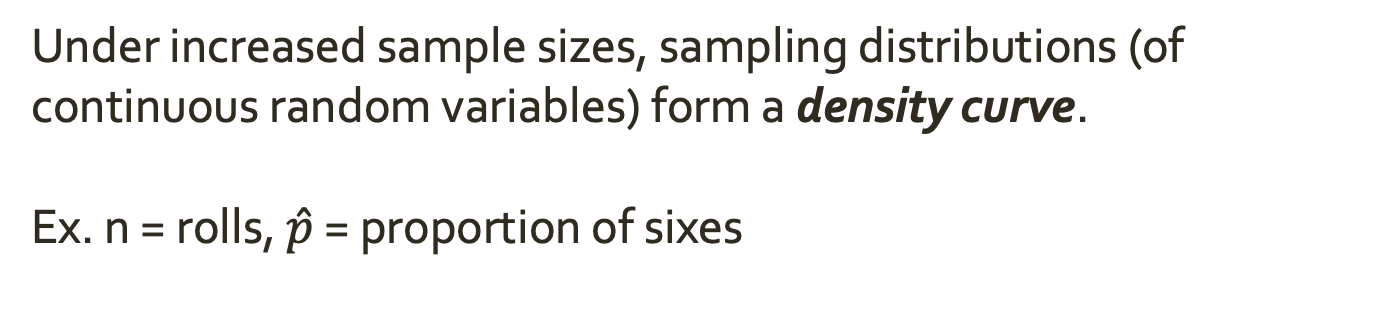 Under increased sample sizes, sampling distributions (of
continuous random variables) form a density curve.
Ex. n = rolls, p̂ = proportion of sixes